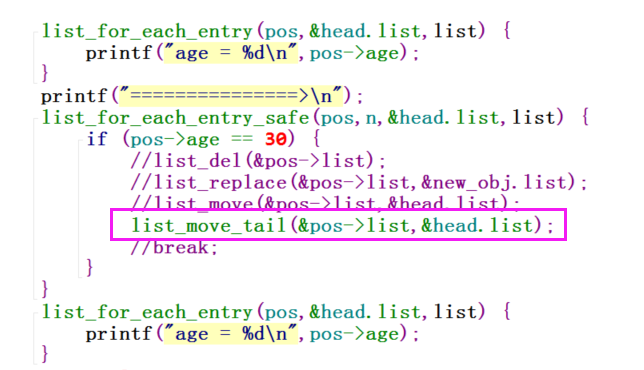 list_for_each_entry(pos,&head.list,list) {
printf("age = %d\n",pos->age);
}
printf("===============>\n");
list_for_each_entry_safe(pos,n,&head.list,list) {
if (pos->age == 30) {
//list_del(&pos->list);
//list_replace(&pos->list,&new_obj.list);
//list_move(&pos->list,&head.list);
list_move_tail(&pos->list,&head.list);
//break;
}
}
list_for_each_entry(pos,&head.list,list) {
printf("age = %d\n",pos->age);
}